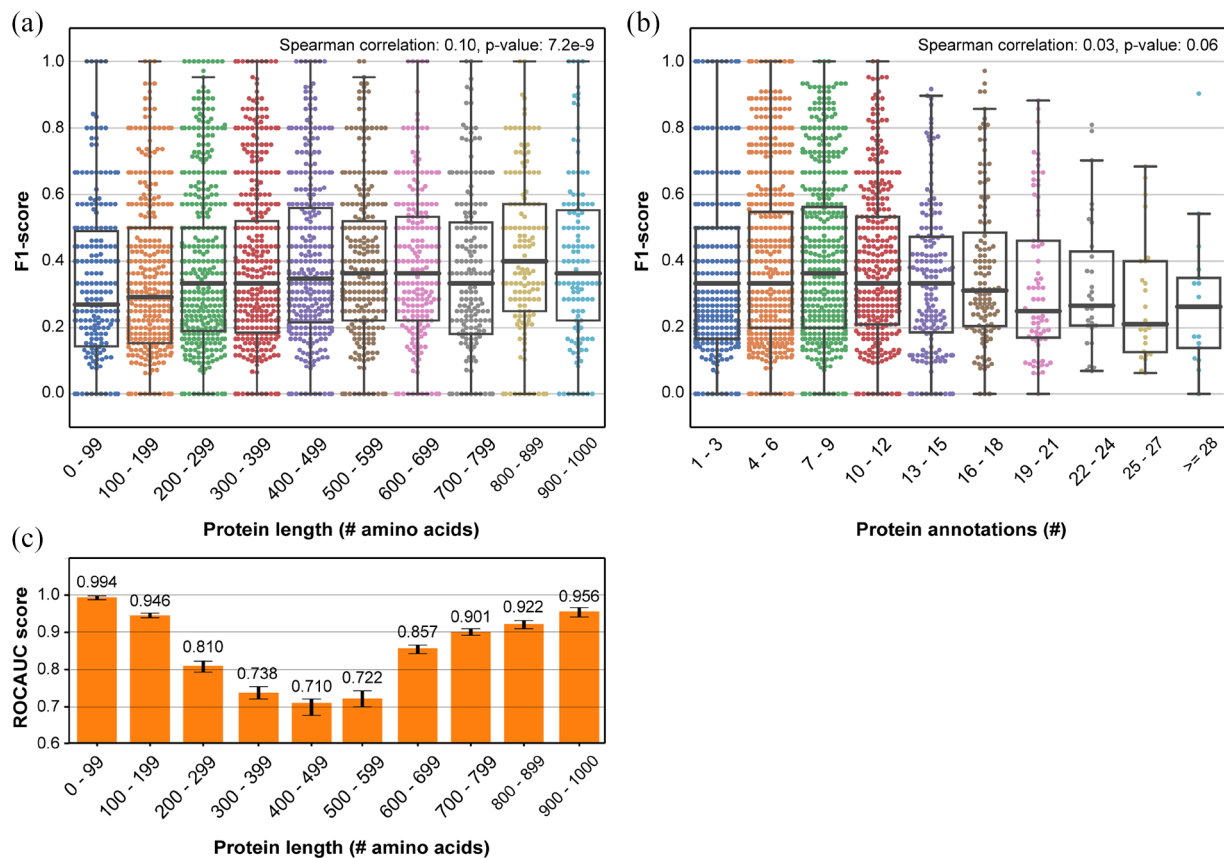 (a)
Spearman correlation: 0.10, p-value: 7.2e-9
F1-score
1.0
0.8
0.6
0.4
0.2
0.0
0 - 99
100 - 199
200 - 299
300 - 399
400 - 499
500 - 599
600 - 699
700 - 799
800 - 899
900 - 1000
Protein length (# amino acids)
(b)
Spearman correlation: 0.03, p-value: 0.06
F1-score
1.0
0.8
0.6
0.4
0.2
0.0
1 - 3
4 - 6
7 - 9
10 - 12
13 - 15
16 - 18
19 - 21
22 - 24
25 - 27
>= 28
Protein annotations (#)
(c)
ROCAUC score
1.0
0.9
0.8
0.7
0.6
0.994
0.946
0.810
0.738
0.710
0.722
0.857
0.901
0.922
0.956
0 - 99
100 - 199
200 - 299
300 - 399
400 - 499
500 - 599
600 - 699
700 - 799
800 - 899
900 - 1000
Protein length (# amino acids)